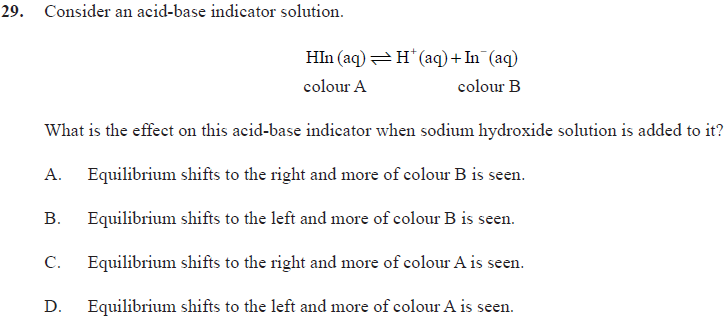 29. Consider an acid-base indicator solution.
HIn (aq) ⇌ H⁺(aq) + In⁻(aq)
colour A colour B
What is the effect on this acid-base indicator when sodium hydroxide solution is added to it?
A. Equilibrium shifts to the right and more of colour B is seen.
B. Equilibrium shifts to the left and more of colour B is seen.
C. Equilibrium shifts to the right and more of colour A is seen.
D. Equilibrium shifts to the left and more of colour A is seen.